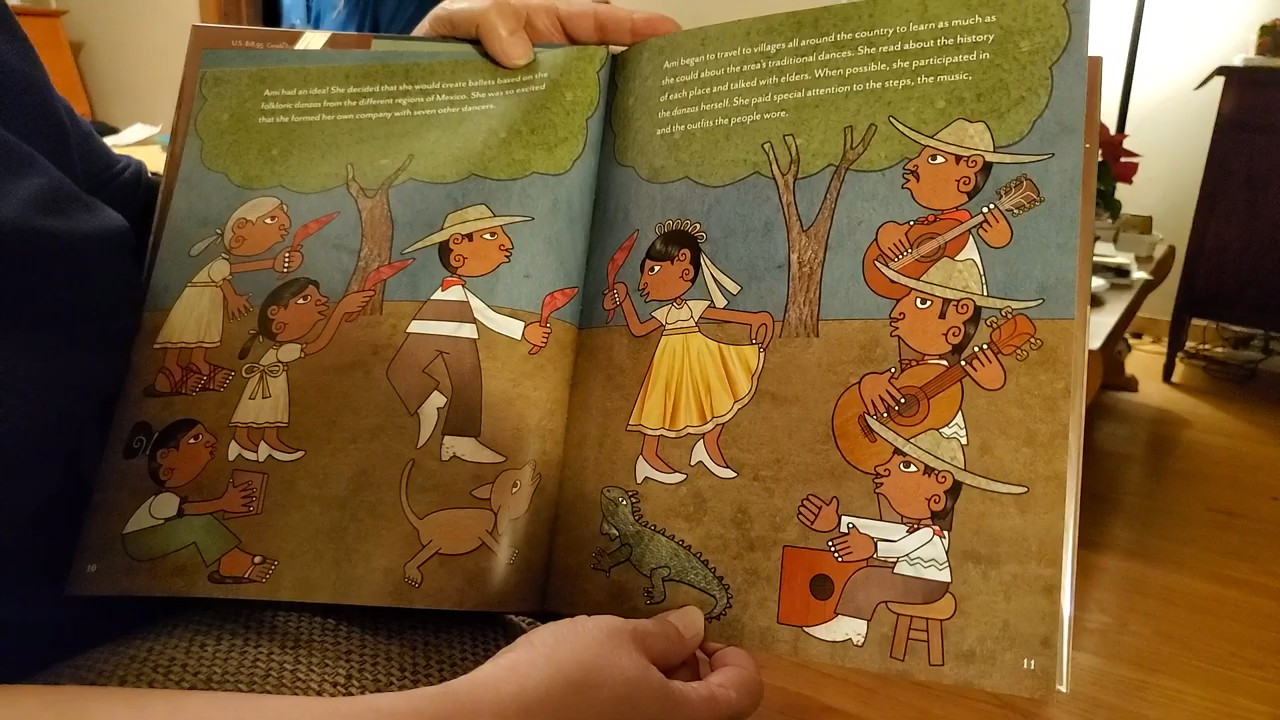 U.S. $18.95
Ami had an idea! She decided that she would create ballets based on the
folkloric danzas from the different regions of Mexico. She was so excited
that she formed her own company with seven other dancers.
10
Ami began to travel to villages all around the country to learn as much as
she could about the area's traditional dances. She read about the history
of each place and talked with elders. When possible, she participated in
the danzas herself. She paid special attention to the steps, the music,
and the outfits the people wore.
11